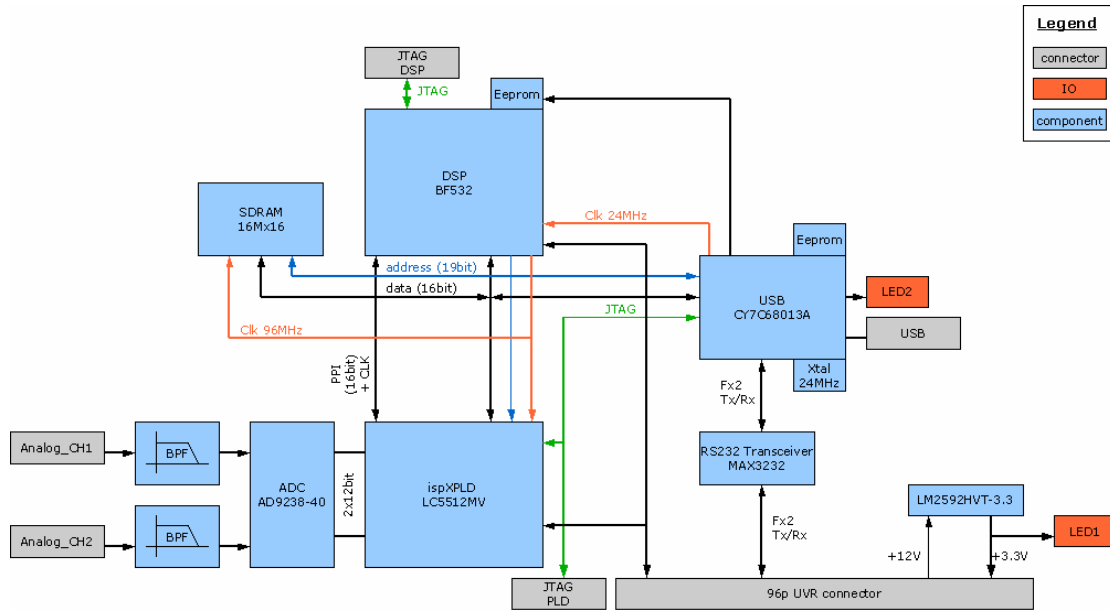 Legend
connector
IO
component
JTAG
DSP
JTAG
Eeprom
DSP
BF532
SDRAM
16Mx16
Clk 24MHz
Eeprom
address (19bit)
data (16bit)
USB
CY7C68013A
LED2
JTAG
USB
Clk 96MHz
PPI
(16bit)
+ CLK
Xtal
24MHz
Fx2
Tx/Rx
Analog_CH1
BPF
ADC
AD9238-40
2x12bit
ispXPLD
LC5512MV
RS232 Transceiver
MAX3232
LM2592HVT-3.3
Analog_CH2
BPF
Fx2
Tx/Rx
LED1
+12V
+3.3V
JTAG
PLD
96p UVR connector